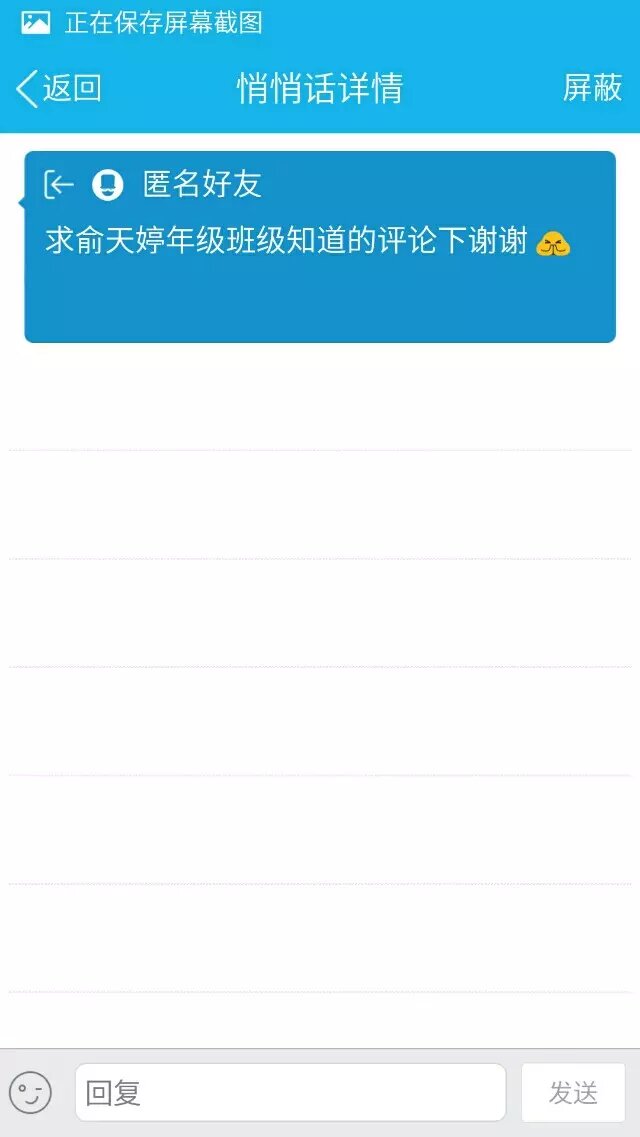 正在保存屏幕截图
返回
悄悄话详情
屏蔽
匿名好友
求俞天婷年级班级知道的评论下谢谢
回复
发送